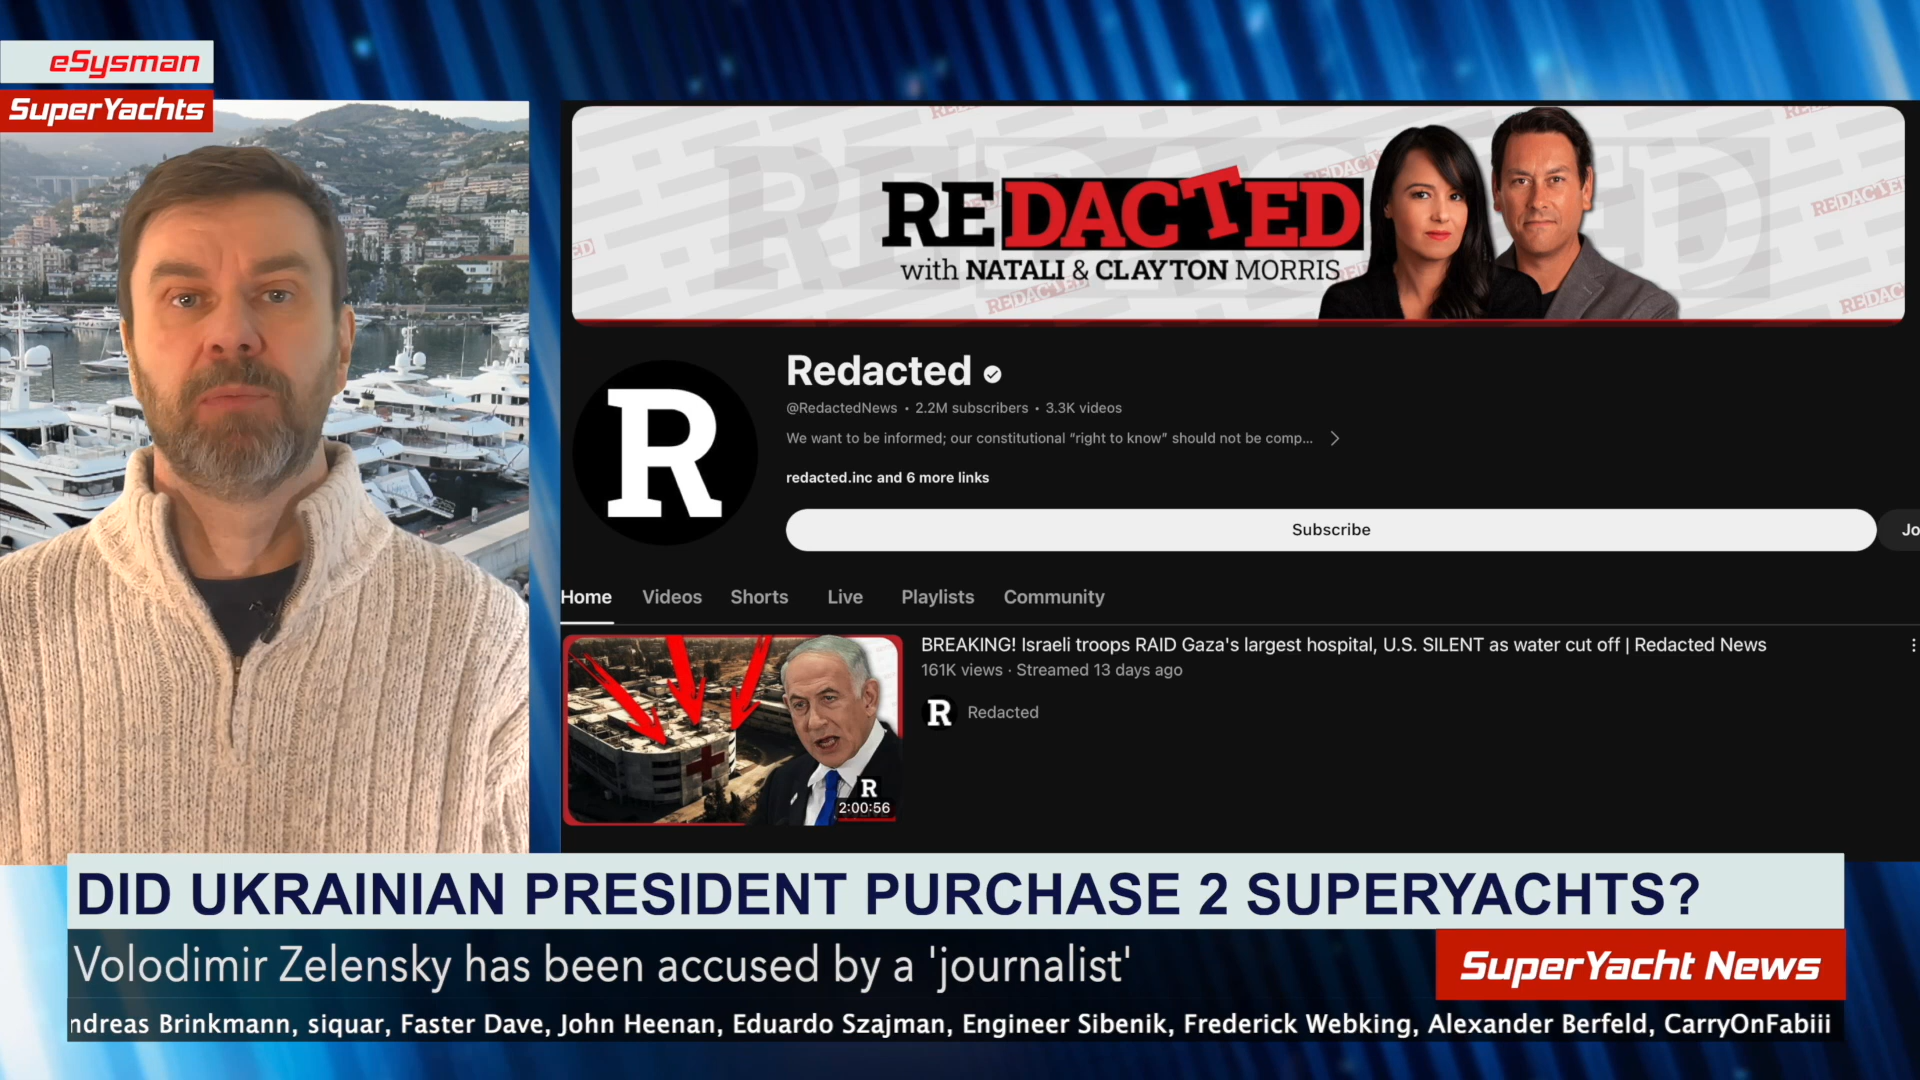 eSysman
SuperYachts
REDACTED
with NATALI & CLAYTON MORRIS
R
Redacted
@RedactedNews • 2.2M subscribers • 3.3K videos
We want to be informed; our constitutional “right to know” should not be comp...
redacted.inc and 6 more links
Subscribe
Jo
Home Videos Shorts Live Playlists Community
BREAKING! Israeli troops RAID Gaza's largest hospital, U.S. SILENT as water cut off | Redacted News
161K views · Streamed 13 days ago
R Redacted
R
2:00:56
DID UKRAINIAN PRESIDENT PURCHASE 2 SUPERYACHTS?
Volodimir Zelensky has been accused by a 'journalist'
SuperYacht News
ndreas Brinkmann, siquar, Faster Dave, John Heenan, Eduardo Szajman, Engineer Sibenik, Frederick Webking, Alexander Berfeld, CarryOnFabiii